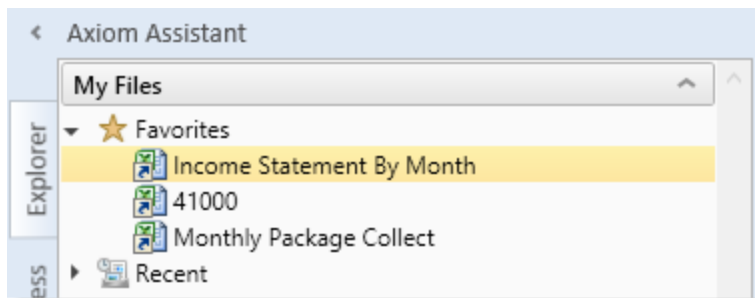 Axiom Assistant
My Files
Explorer
Favorites
Income Statement By Month
41000
Monthly Package Collect
Recent